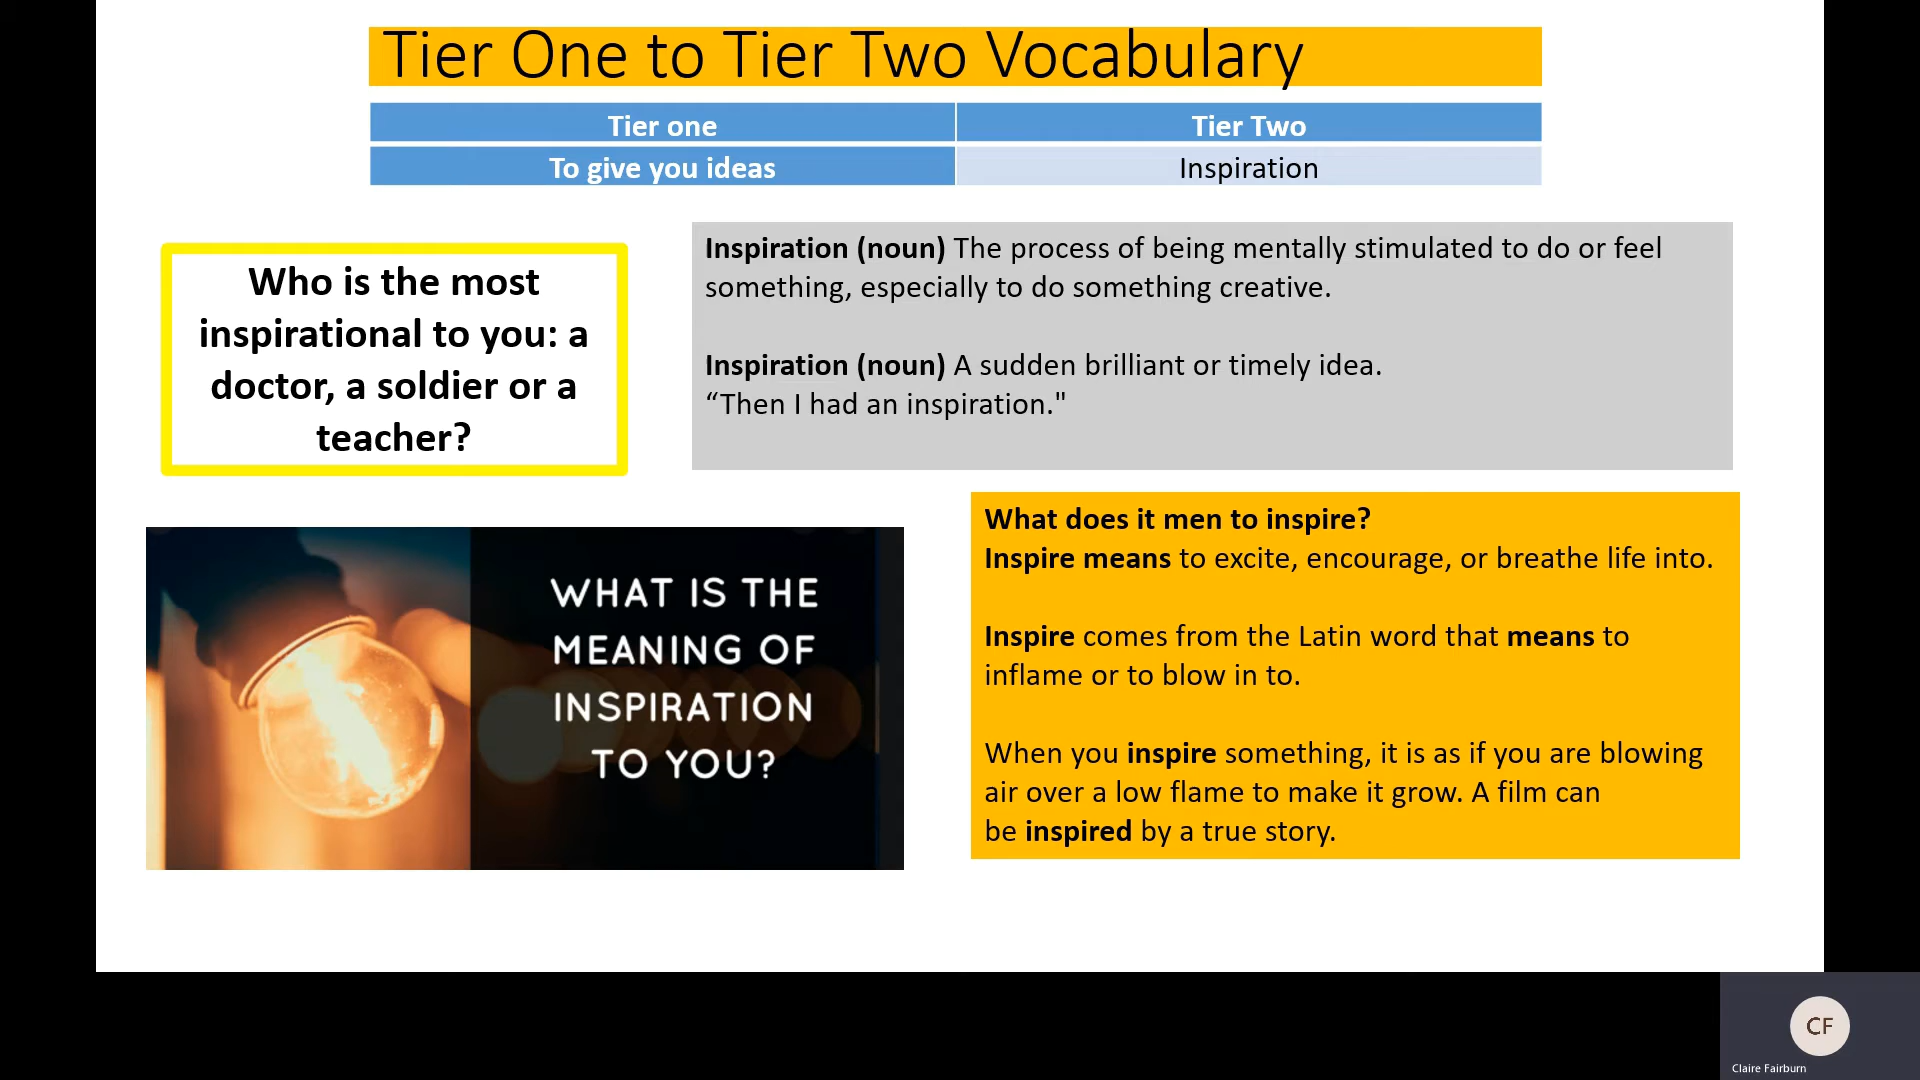 Tier One to Tier Two Vocabulary
Tier one
Tier Two
To give you ideas
Inspiration
Who is the most
inspirational to you: a
doctor, a soldier or a
teacher?
Inspiration (noun) The process of being mentally stimulated to do or feel
something, especially to do something creative.
Inspiration (noun) A sudden brilliant or timely idea.
“Then I had an inspiration."
WHAT IS THE
MEANING OF
INSPIRATION
TO YOU?
What does it men to inspire?
Inspire means to excite, encourage, or breathe life into.
Inspire comes from the Latin word that means to
inflame or to blow in to.
When you inspire something, it is as if you are blowing
air over a low flame to make it grow. A film can
be inspired by a true story.
CF
Claire Fairburn